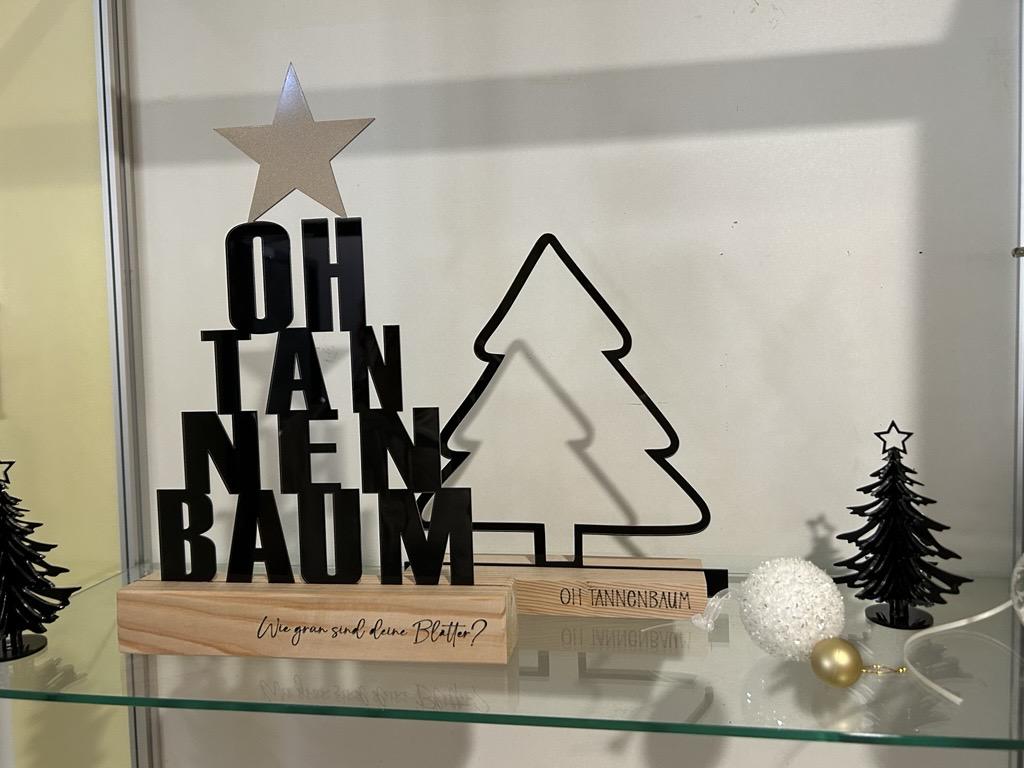 OH
TAN
NEN
BAUM
Wie grün sind deine Blätter?
OH TANNENBAUM